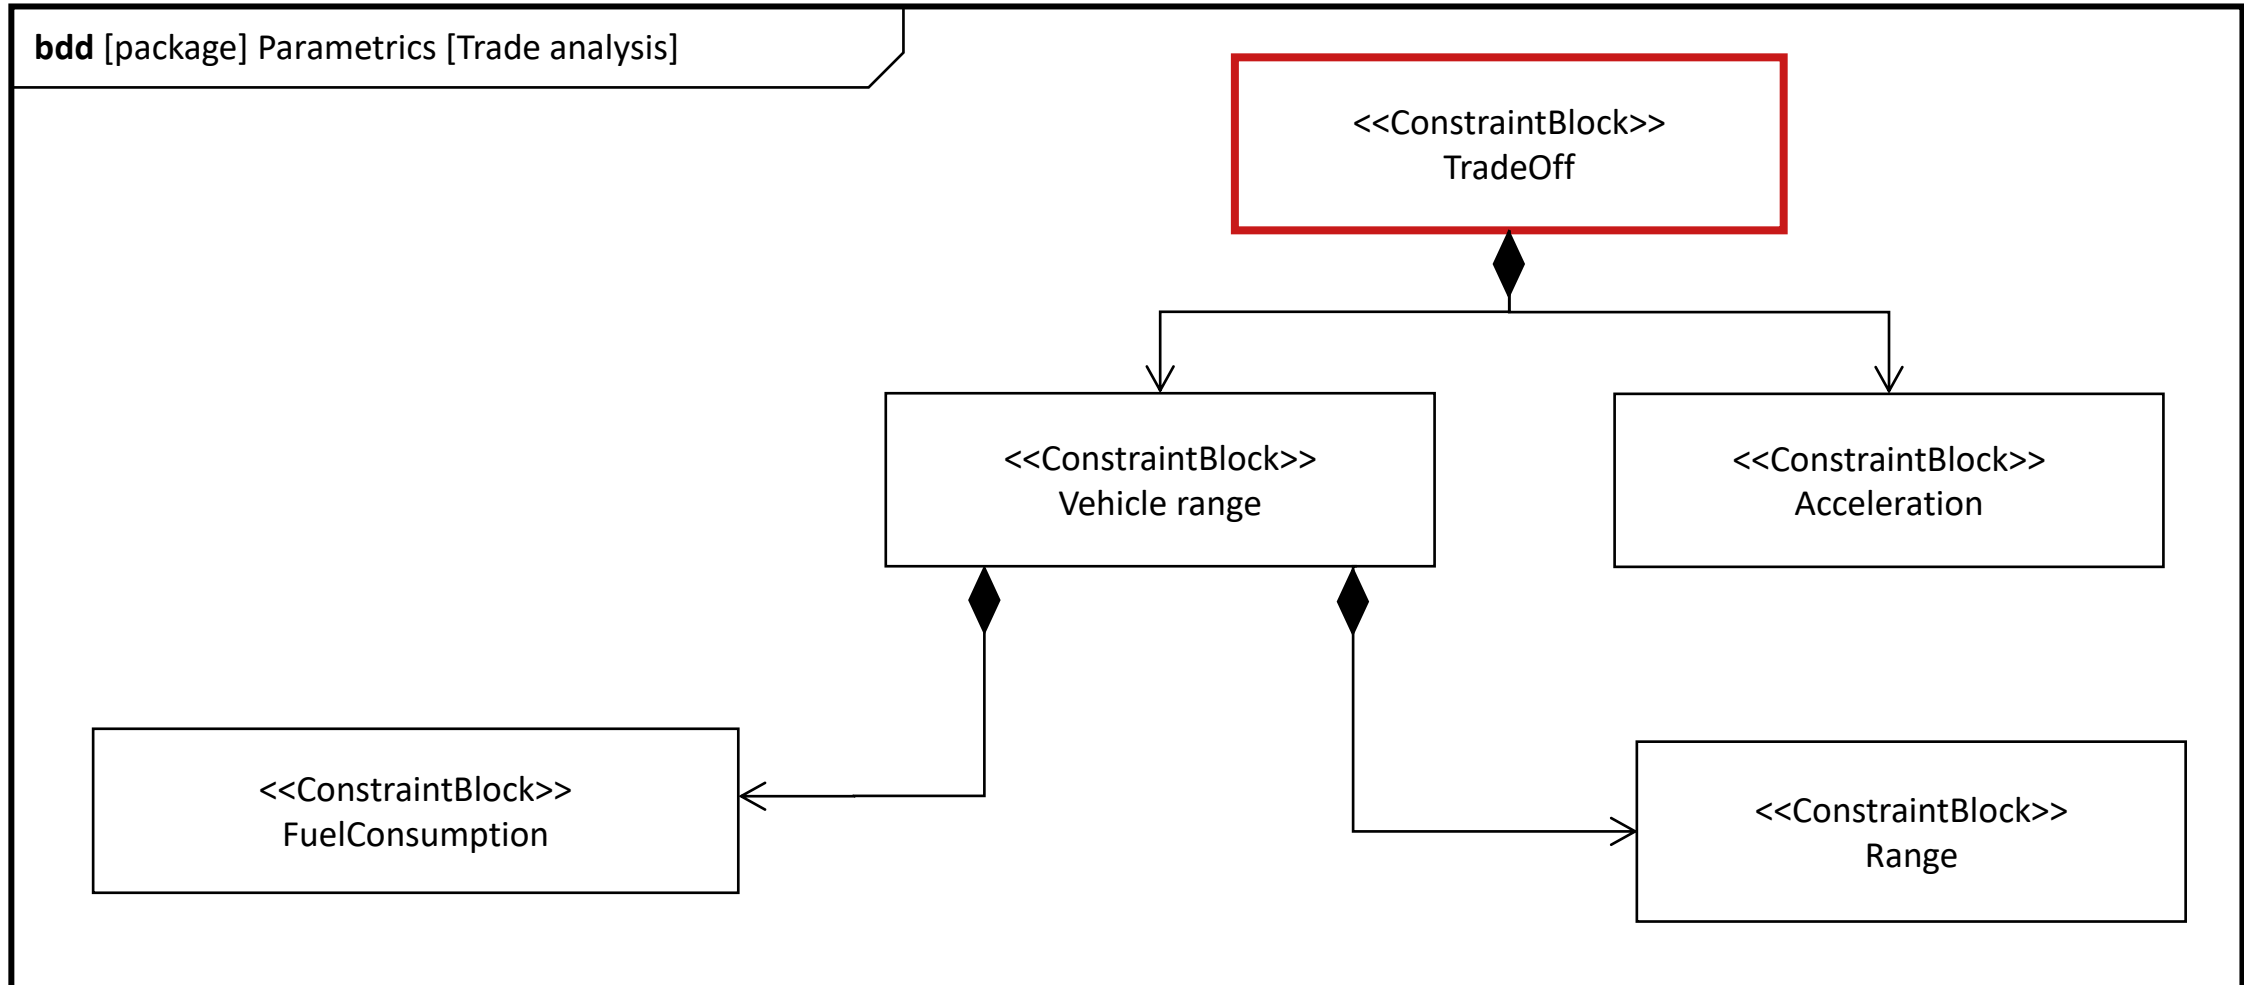 bdd [package] Parametrics [Trade analysis]
<<ConstraintBlock>>
TradeOff
<<ConstraintBlock>>
Vehicle range
<<ConstraintBlock>>
Acceleration
<<ConstraintBlock>>
FuelConsumption
<<ConstraintBlock>>
Range